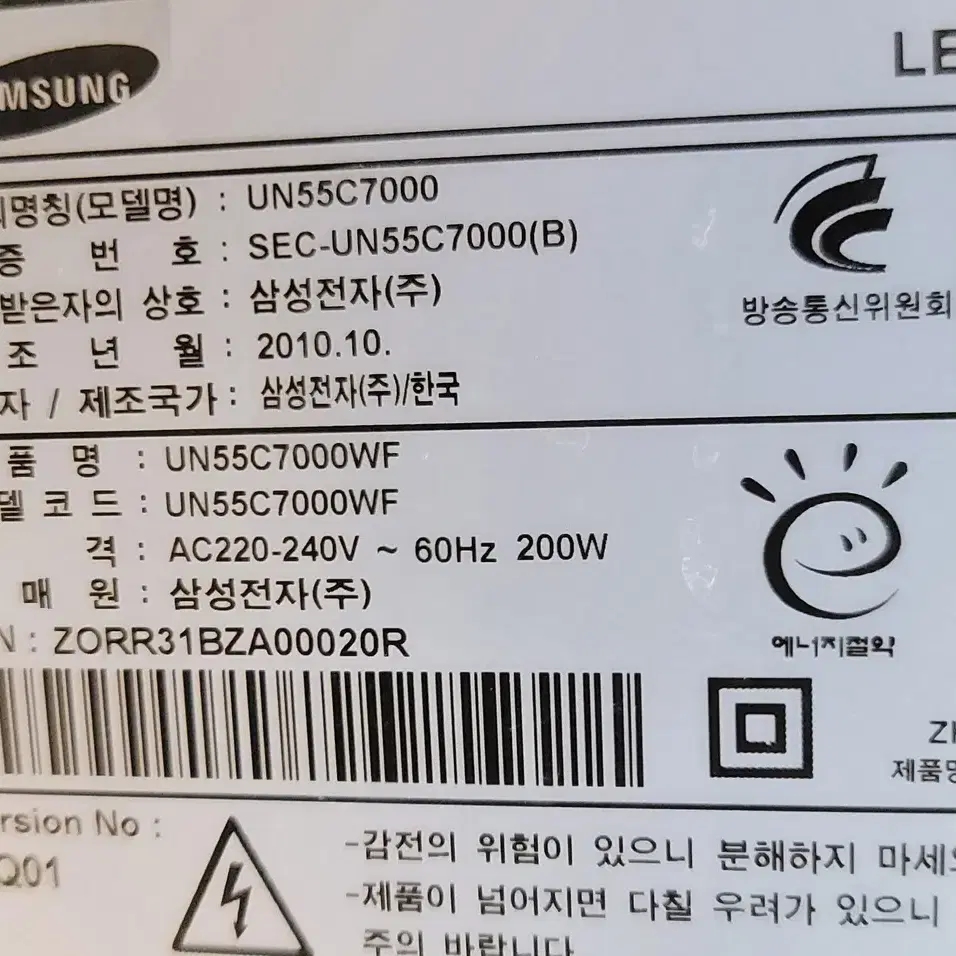 MSUNG
LE
명칭(모델명) : UN55C7000
증 번 호 : SEC-UN55C7000(B)
받은자의 상호 : 삼성전자(주)
조 년 월 : 2010.10.
자 / 제조국가 : 삼성전자(주)/한국
방송통신위원회
품 명 : UN55C7000WF
델 코 드 : UN55C7000WF
격 : AC220-240V ~ 60Hz 200W
매 원 : 삼성전자(주)
N : ZORR31BZA00020R
에너지절약
제품명
rsion No :
Q01
-감전의 위험이 있으니 분해하지 마세요
-제품이 넘어지면 다칠 우려가 있으니
주의 바랍니다